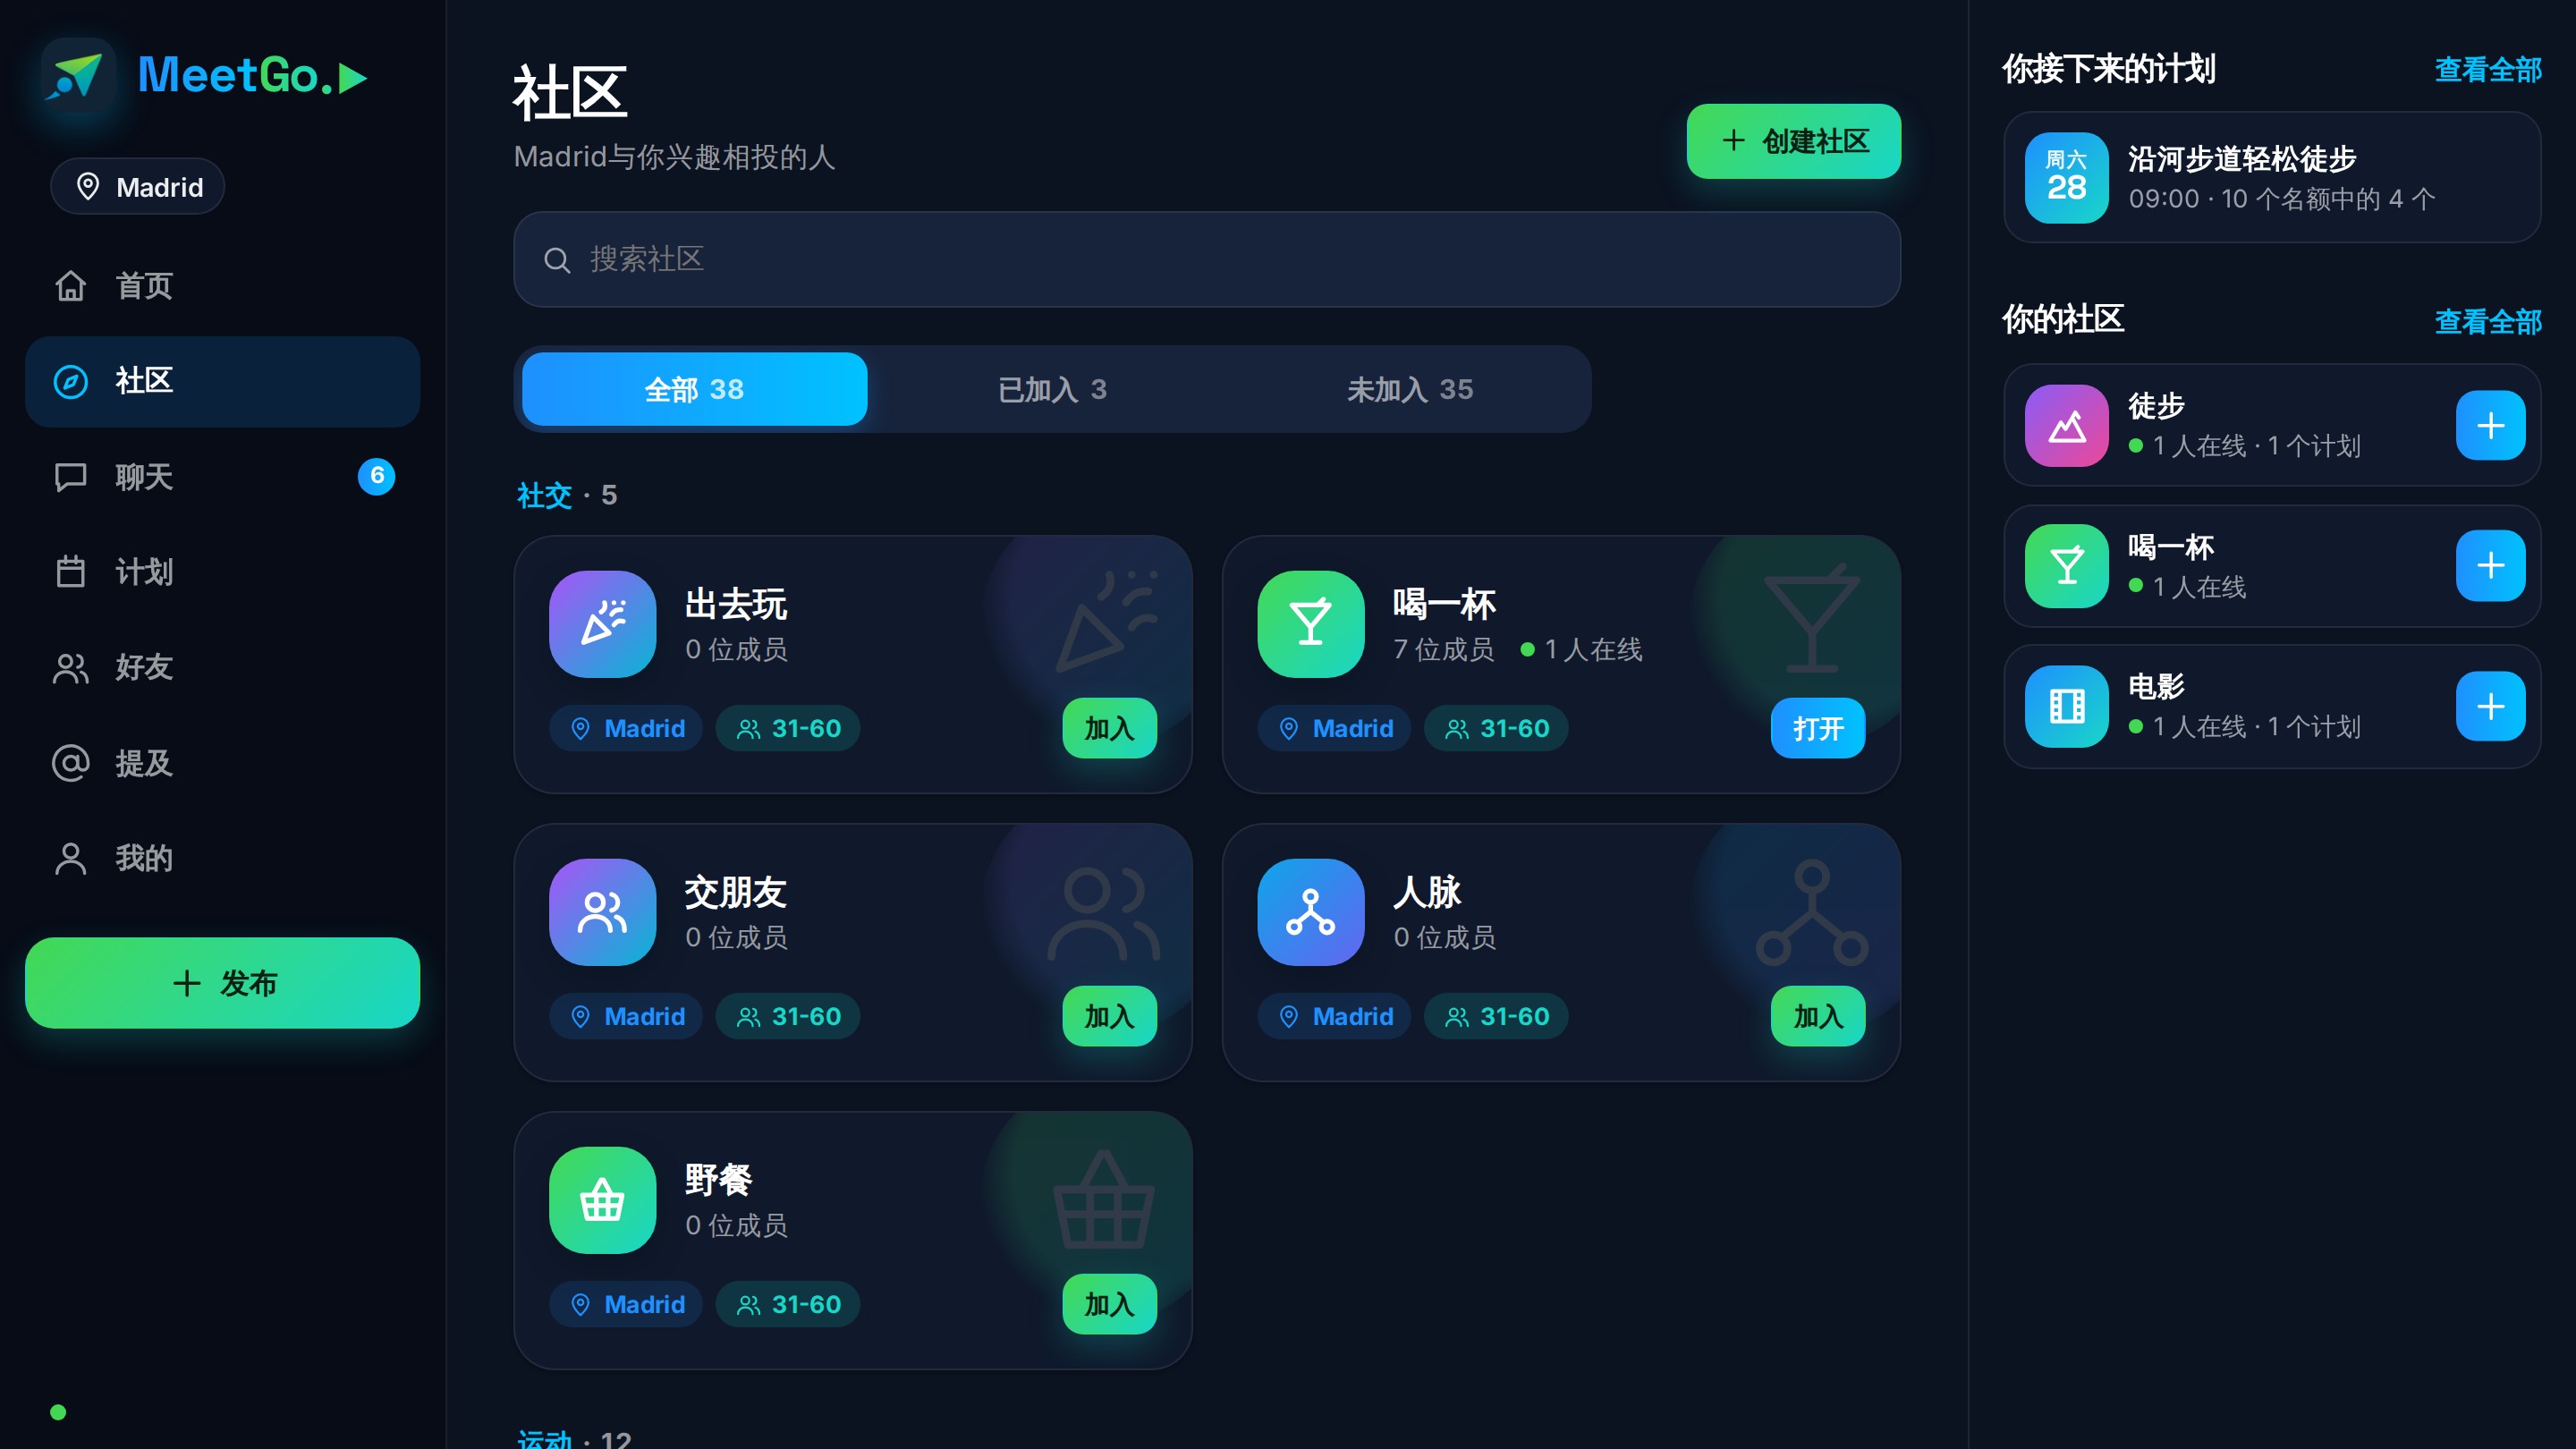 MeetGo.
Madrid
首页
社区
聊天 6
计划
好友
提及
我的
发布
社区
Madrid与你兴趣相投的人
创建社区
搜索社区
全部 38
已加入 3
未加入 35
社交 · 5
出去玩
0 位成员
Madrid
31-60
加入
喝一杯
7 位成员
1 人在线
Madrid
31-60
打开
交朋友
0 位成员
Madrid
31-60
加入
人脉
0 位成员
Madrid
31-60
加入
野餐
0 位成员
Madrid
31-60
加入
运动 · 12
你接下来的计划
查看全部
周六
28
沿河步道轻松徒步
09:00 · 10 个名额中的 4 个
你的社区
查看全部
徒步
1 人在线 · 1 个计划
喝一杯
1 人在线
电影
1 人在线 · 1 个计划